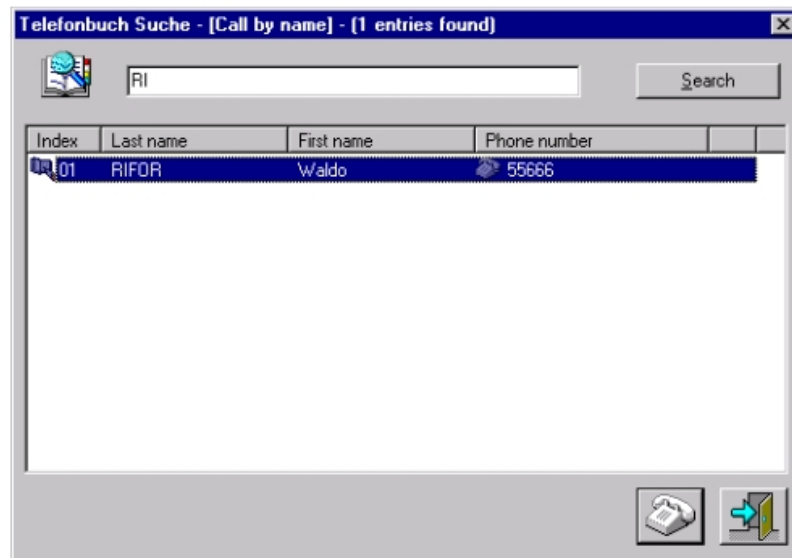 Telefonbuch Suche - [Call by name] - (1 entries found)
RI
Search
Index Last name First name Phone number
01 RIFOR Waldo 55666